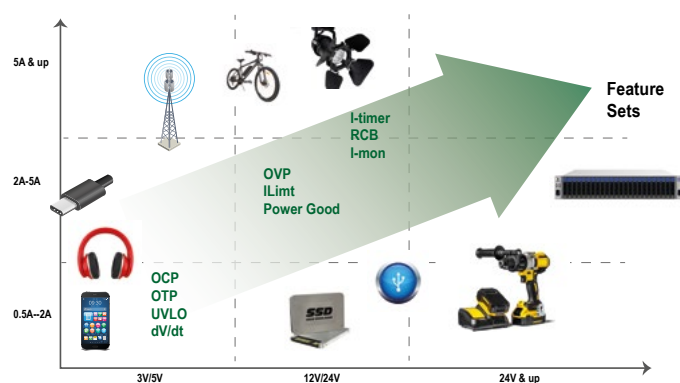 5A & up
Feature
Sets
I-timer
RCB
I-mon
2A-5A
OVP
ILimt
Power Good
OCP
OTP
UVLO
dV/dt
SSD
0.5A--2A
3V/5V
12V/24V
24V & up